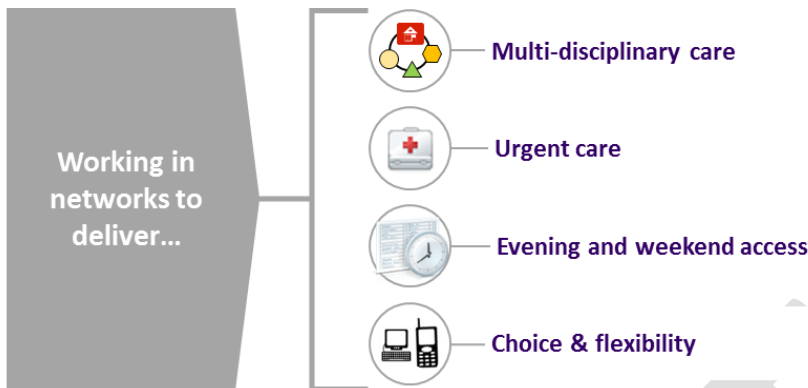 Working in
networks to
deliver...
Multi-disciplinary care
Urgent care
Evening and weekend access
Choice & flexibility